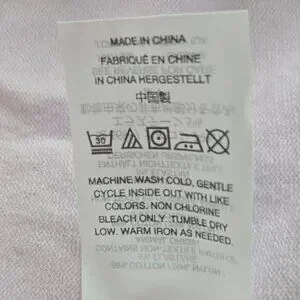 MADE IN CHINA
FABRIQUÉ EN CHINE
IN CHINA HERGESTELLT
中国製
30
MACHINE WASH COLD, GENTLE
CYCLE INSIDE OUT WITH LIKE
COLORS. NON CHLORINE
BLEACH ONLY. TUMBLE DRY
LOW. WARM IRON AS NEEDED.